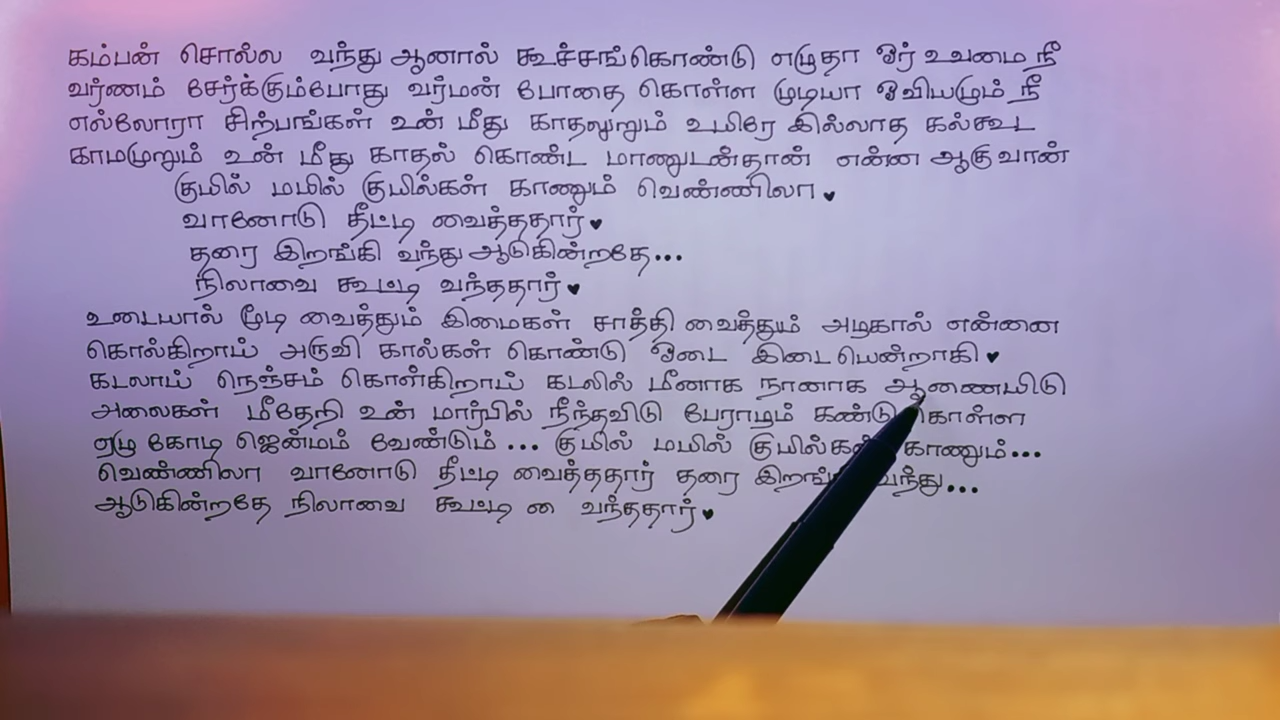 கம்பன் சொல்ல வந்து ஆனால் கூச்சங்கொண்டு எழுதா ஓர் உவமை நீ
வர்ணம் சேர்க்கும்போது வர்மன் போதை கொள்ள முடியா ஓவியமும் நீ
எல்லோரா சிற்பங்கள் உன் மீது காதலுறும் உயிரே இல்லாத கல்கூட
காமமுறும் உன் மீது காதல் கொண்ட மானுடன்தான் என்ன ஆகுவான்
குயில் மயில் குயில்கள் காணும் வெண்ணிலா
வானோடு தீட்டி வைத்ததார்
தரை இறங்கி வந்து ஆடுகின்றதே...
நிலாவை கூட்டி வந்ததார்
உடையால் மூடி வைத்தும் இமைகள் சாத்தி வைத்தும் அழகால் என்னை
கொல்கிறாய் அருவி கால்கள் கொண்டு ஓடை இடையென்றாகி
கடலாய் நெஞ்சம் கொள்கிறாய் கடலில் மீனாக நானாக ஆணையிடு
அலைகள் மீதேறி உன் மார்பில் நீந்தவிடு பேராழம் கண்டு கொள்ள
ஏழு கோடி ஜென்மம் வேண்டும்... குயில் மயில் குயில்கள் காணும்...
வெண்ணிலா வானோடு தீட்டி வைத்ததார் தரை வந்து...
ஆடுகின்றதே நிலாவை கூட்டி வந்ததார்